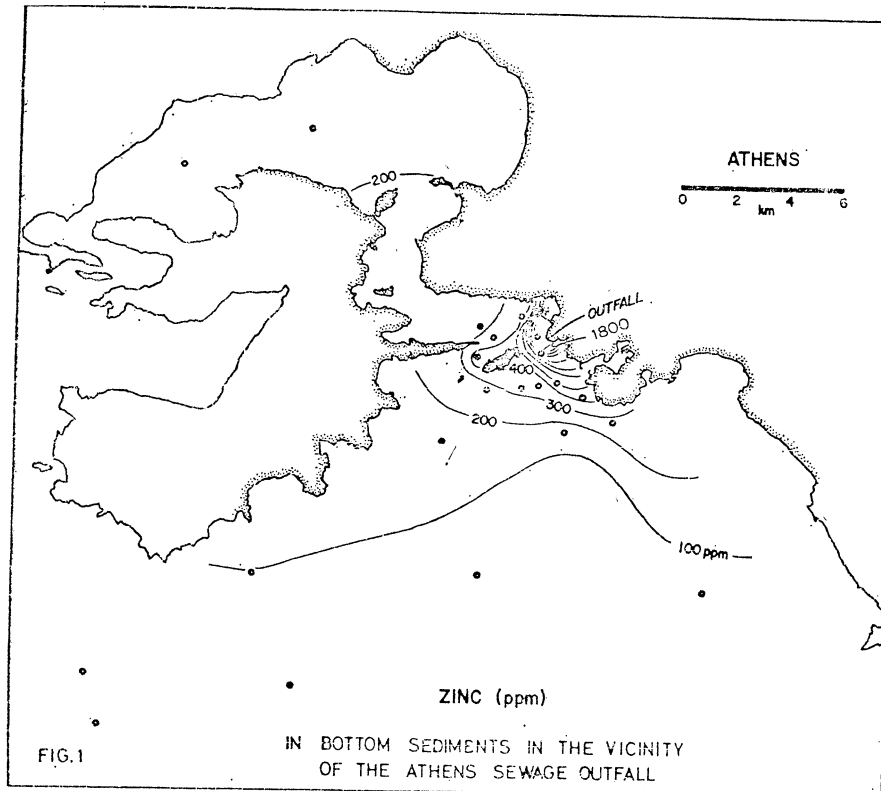 ATHENS
0 2 4 6
km
200
OUTFALL
1800
400
300
200
100 ppm
ZINC (ppm)
FIG.1
IN BOTTOM SEDIMENTS IN THE VICINITY
OF THE ATHENS SEWAGE OUTFALL